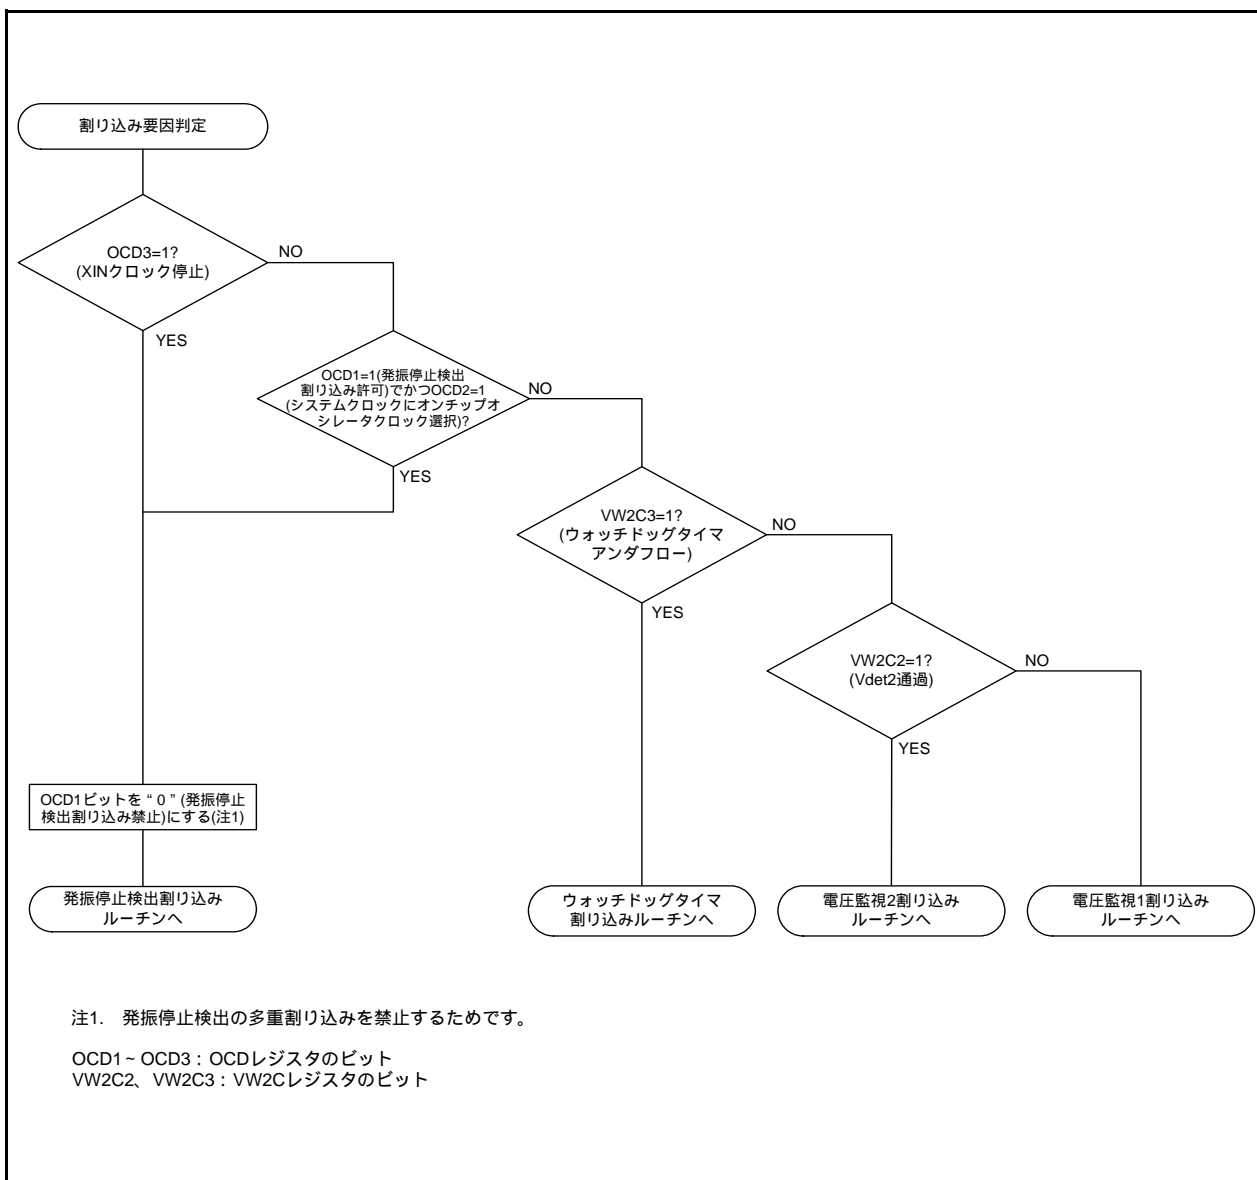 割り込み要因判定
OCD3=1?
(XINクロック停止)
NO
YES
OCD1=1(発振停止検出
割り込み許可)でかつOCD2=1
(システムクロックにオンチップオ
シレータクロック選択)?
NO
YES
VW2C3=1?
(ウォッチドッグタイマ
アンダフロー)
NO
YES
VW2C2=1?
(Vdet2通過)
NO
YES
OCD1ビットを“0”(発振停止
検出割り込み禁止)にする(注1)
発振停止検出割り込み
ルーチンへ
ウォッチドッグタイマ
割り込みルーチンへ
電圧監視2割り込み
ルーチンへ
電圧監視1割り込み
ルーチンへ
注1. 発振停止検出の多重割り込みを禁止するためです。
OCD1~OCD3:OCDレジスタのビット
VW2C2、VW2C3:VW2Cレジスタのビット